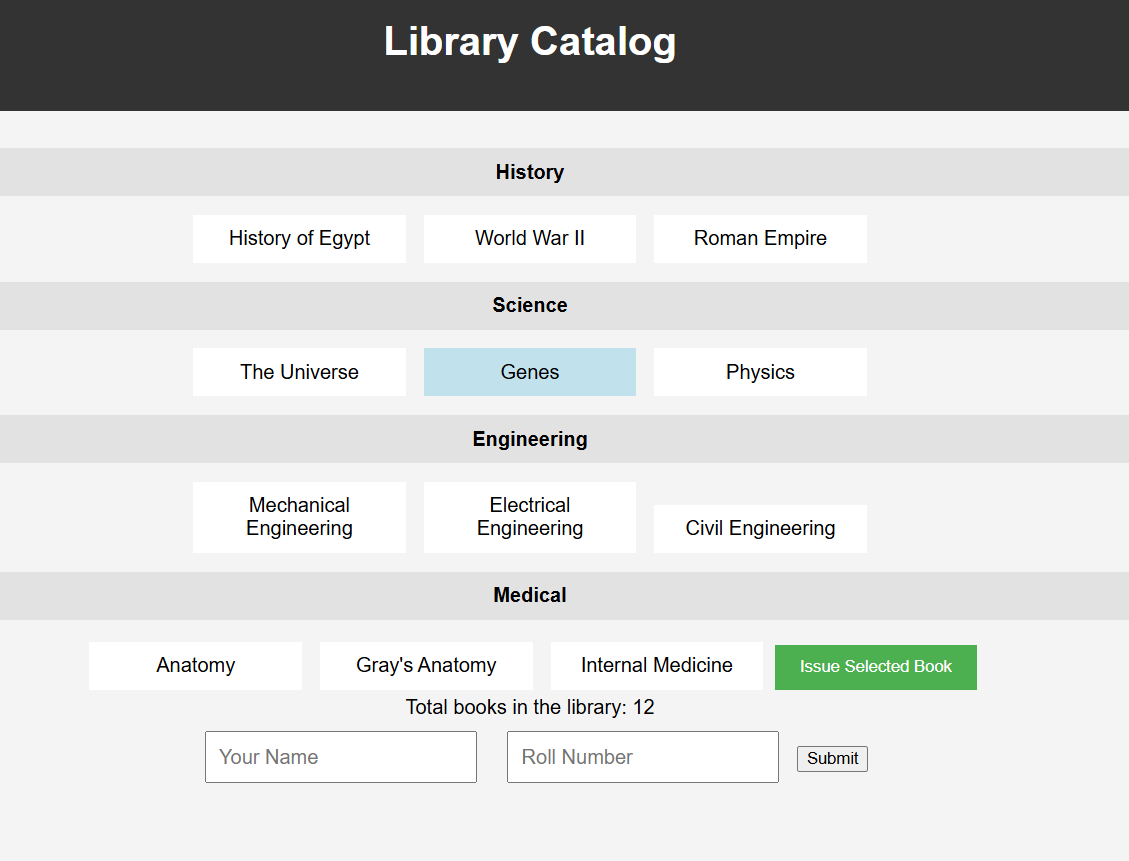 Library Catalog
History
History of Egypt
World War II
Roman Empire
Science
The Universe
Genes
Physics
Engineering
Mechanical
Engineering
Electrical
Engineering
Civil Engineering
Medical
Anatomy
Gray's Anatomy
Internal Medicine
Issue Selected Book
Total books in the library: 12
Your Name
Roll Number
Submit